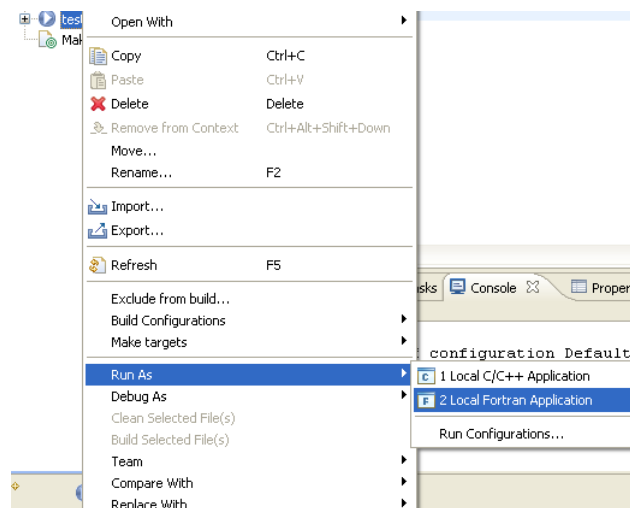 tes
Mak
Open With
Copy Ctrl+C
Paste Ctrl+V
Delete Delete
Remove from Context Ctrl+Alt+Shift+Down
Move...
Rename... F2
Import...
Export...
Refresh F5
Exclude from build...
Build Configurations
Make targets
Run As
Debug As
Clean Selected File(s)
Build Selected File(s)
Team
Compare With
Replace With
sks Console Proper
configuration Default
1 Local C/C++ Application
2 Local Fortran Application
Run Configurations...